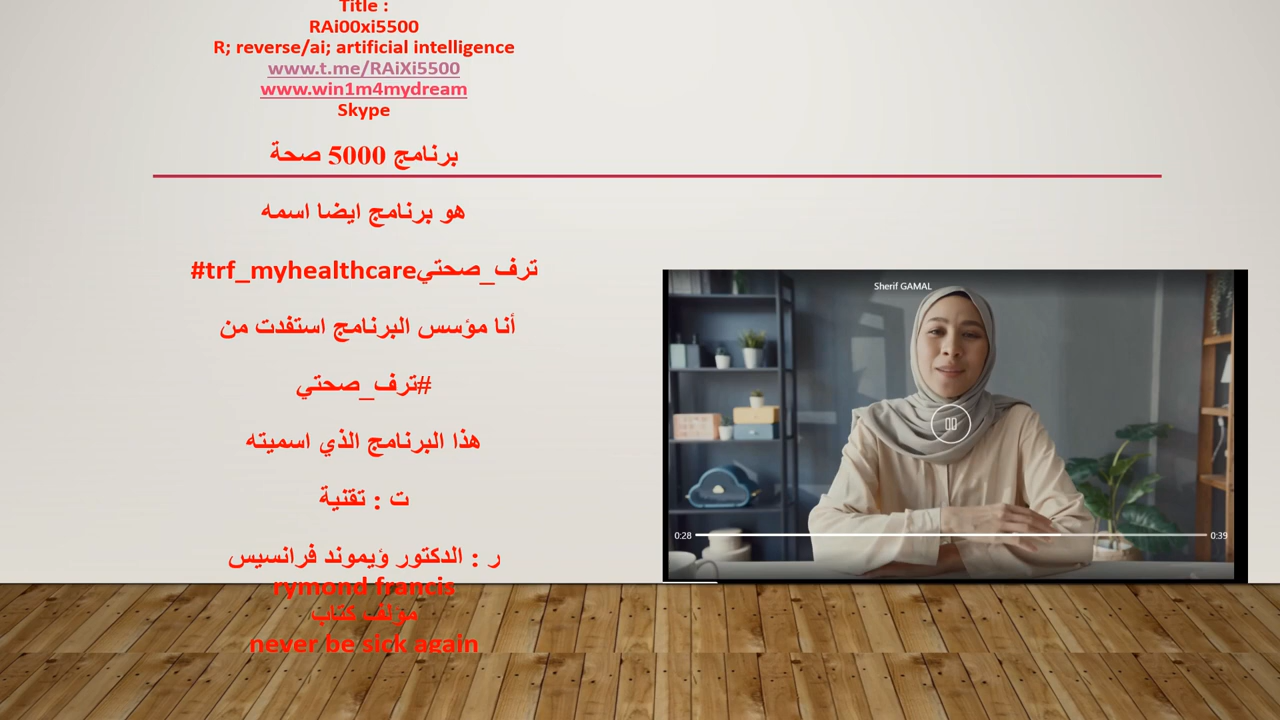 Title :
RAi00xi5500
R; reverse/ai; artificial intelligence
www.t.me/RAiXi5500
www.win1m4mydream
Skype
برنامج 5000 صحة
هو برنامج ايضا اسمه
#trf_myhealthcareترف_صحتي
أنا مؤسس البرنامج استفدت من
#ترف_صحتي
هذا البرنامج الذي اسميته
ت : تقنية
ر : الدكتور ؤيموند فرانسيس
rymond francis
مؤلف كتاب
never be sick again
Sherif GAMAL
0:28
0:39